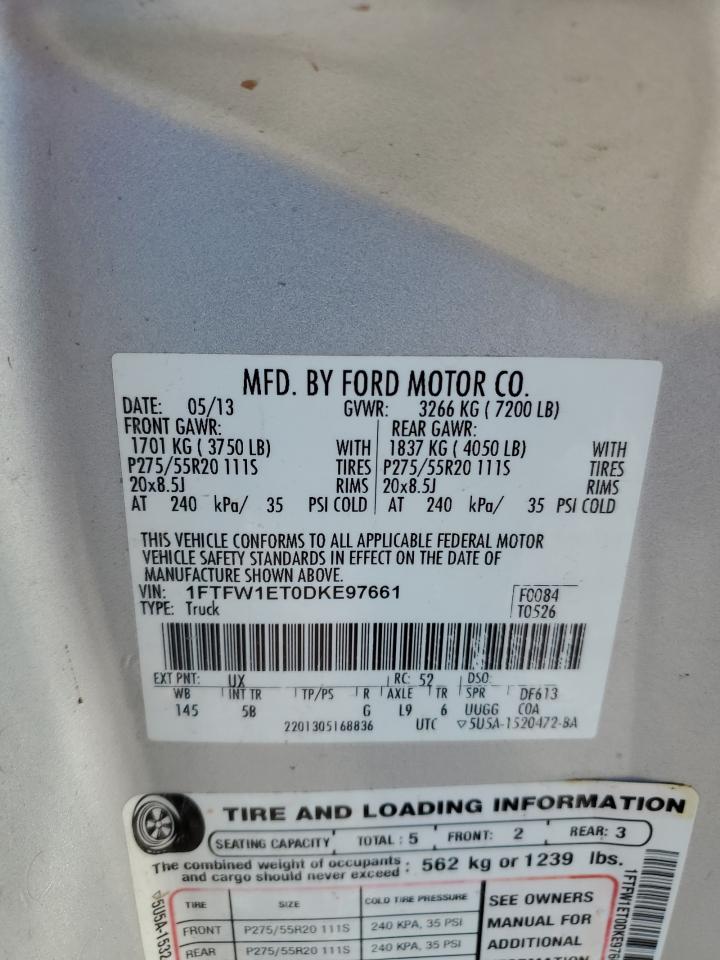 MFD. BY FORD MOTOR CO.
DATE: 05/13 GVWR: 3266 KG ( 7200 LB)
FRONT GAWR: REAR GAWR:
1701 KG ( 3750 LB) WITH 1837 KG ( 4050 LB) WITH
P275/55R20 111S TIRES P275/55R20 111S TIRES
20x8.5J RIMS 20x8.5J RIMS
AT 240 kPa/ 35 PSI COLD AT 240 kPa/ 35 PSI COLD
THIS VEHICLE CONFORMS TO ALL APPLICABLE FEDERAL MOTOR
VEHICLE SAFETY STANDARDS IN EFFECT ON THE DATE OF
MANUFACTURE SHOWN ABOVE.
VIN: 1FTFW1ET0DKE97661 F0084
TYPE: Truck T0526
EXT PNT: UX RC: 52 DSO:
WB INT TR TP/PS R AXLE TR SPR DF613
145 5B G L9 6 UUGG COA
2201305168836 UTC ▽5U5A-1520472-BA
TIRE AND LOADING INFORMATION
SEATING CAPACITY TOTAL : 5 FRONT: 2 REAR: 3
The combined weight of occupants and cargo should never exceed : 562 kg or 1239 lbs.
TIRE SIZE COLD TIRE PRESSURE
FRONT P275/55R20 111S 240 KPA, 35 PSI
REAR P275/55R20 111S 240 KPA, 35 PSI
SEE OWNERS
MANUAL FOR
ADDITIONAL
INFORMATION
▽5U5A-1532
1FTFW1ET0DKE976